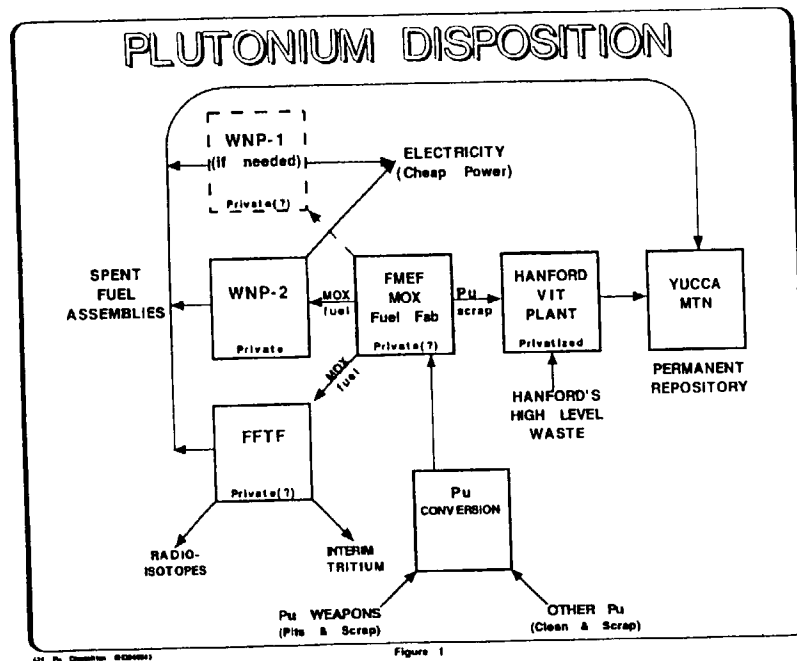 PLUTONIUM DISPOSITION
WNP-1
(if needed)
Private(?)
ELECTRICITY
(Cheap Power)
SPENT
FUEL
ASSEMBLIES
WNP-2
Private
MOX
fuel
FMEF
MOX
Fuel Fab
Private(?)
Pu
scrap
HANFORD
VIT
PLANT
Privatized
YUCCA
MTN
PERMANENT
REPOSITORY
HANFORD'S
HIGH LEVEL
WASTE
MOX
fuel
FFTF
Private(?)
RADIO-
ISOTOPES
INTERIM
TRITIUM
Pu
CONVERSION
Pu WEAPONS
(Pits & Scrap)
OTHER Pu
(Clean & Scrap)
Figure 1